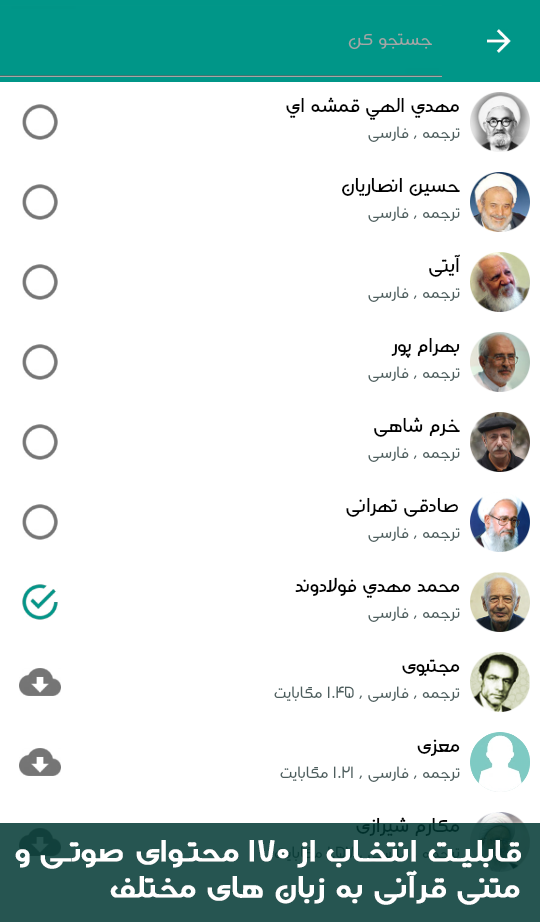 جستجو کن
مهدي الهي قمشه اي
ترجمه , فارسی
حسین انصاریان
ترجمه , فارسی
آیتی
ترجمه , فارسی
بهرام پور
ترجمه , فارسی
خرم شاهی
ترجمه , فارسی
صادقی تهرانی
ترجمه , فارسی
محمد مهدي فولادوند
ترجمه , فارسی
مجتبوی
ترجمه , فارسی , ۱.۴۵ مگابایت
معزی
ترجمه , فارسی , ۱.۲۱ مگابایت
مکارم شیرازی
قابلیت انتخاب از ۱۷۰ محتوای صوتی و
متنی قرآنی به زبان های مختلف